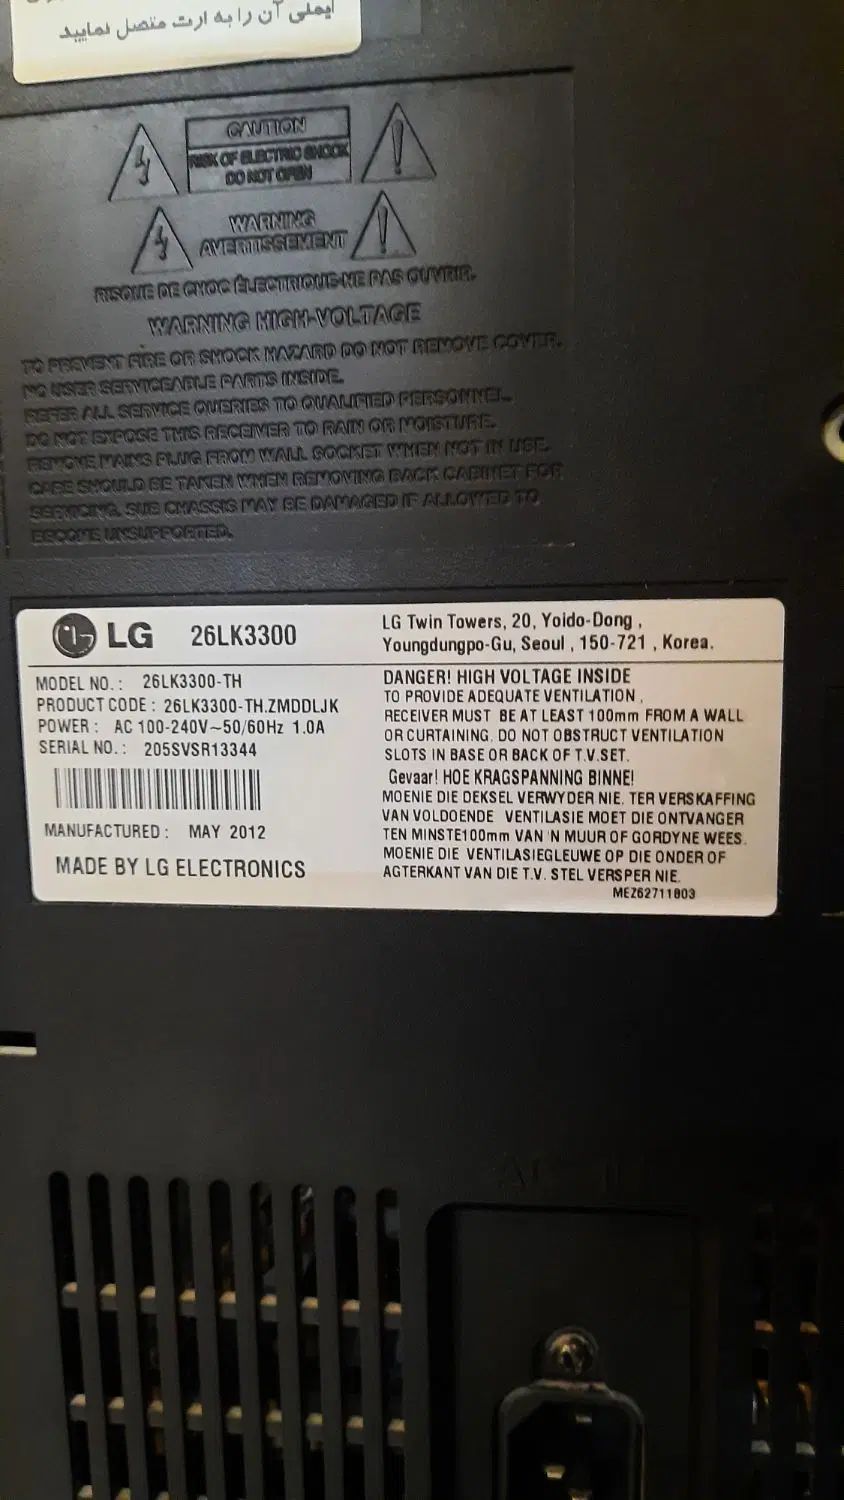 ایمنی آن را به ارت متصل نمایید
CAUTION
RISK OF ELECTRIC SHOCK
DO NOT OPEN
WARNING
AVERTISSEMENT
RISQUE DE CHOC ÉLECTRIQUE-NE PAS OUVRIR.
WARNING HIGH-VOLTAGE
TO PREVENT FIRE OR SHOCK HAZARD DO NOT REMOVE COVER.
NO USER SERVICEABLE PARTS INSIDE.
REFER ALL SERVICE QUERIES TO QUALIFIED PERSONNEL.
DO NOT EXPOSE THIS RECEIVER TO RAIN OR MOISTURE.
REMOVE MAINS PLUG FROM WALL SOCKET WHEN NOT IN USE.
CARE SHOULD BE TAKEN WHEN REMOVING BACK CABINET FOR
SERVICING. SUB CHASSIS MAY BE DAMAGED IF ALLOWED TO
BECOME UNSUPPORTED.
LG 26LK3300
MODEL NO. : 26LK3300-TH
PRODUCT CODE : 26LK3300-TH.ZMDDLJK
POWER : AC 100-240V~50/60Hz 1.0A
SERIAL NO. : 205SVSR13344
MANUFACTURED : MAY 2012
MADE BY LG ELECTRONICS
LG Twin Towers, 20, Yoido-Dong ,
Youngdungpo-Gu, Seoul , 150-721 , Korea.
DANGER! HIGH VOLTAGE INSIDE
TO PROVIDE ADEQUATE VENTILATION ,
RECEIVER MUST BE AT LEAST 100mm FROM A WALL
OR CURTAINING. DO NOT OBSTRUCT VENTILATION
SLOTS IN BASE OR BACK OF T.V.SET.
Gevaar! HOE KRAGSPANNING BINNE!
MOENIE DIE DEKSEL VERWYDER NIE. TER VERSKAFFING
VAN VOLDOENDE VENTILASIE MOET DIE ONTVANGER
TEN MINSTE100mm VAN 'N MUUR OF GORDYNE WEES.
MOENIE DIE VENTILASIEGLEUWE OP DIE ONDER OF
AGTERKANT VAN DIE T.V. STEL VERSPER NIE.
MEZ62711803